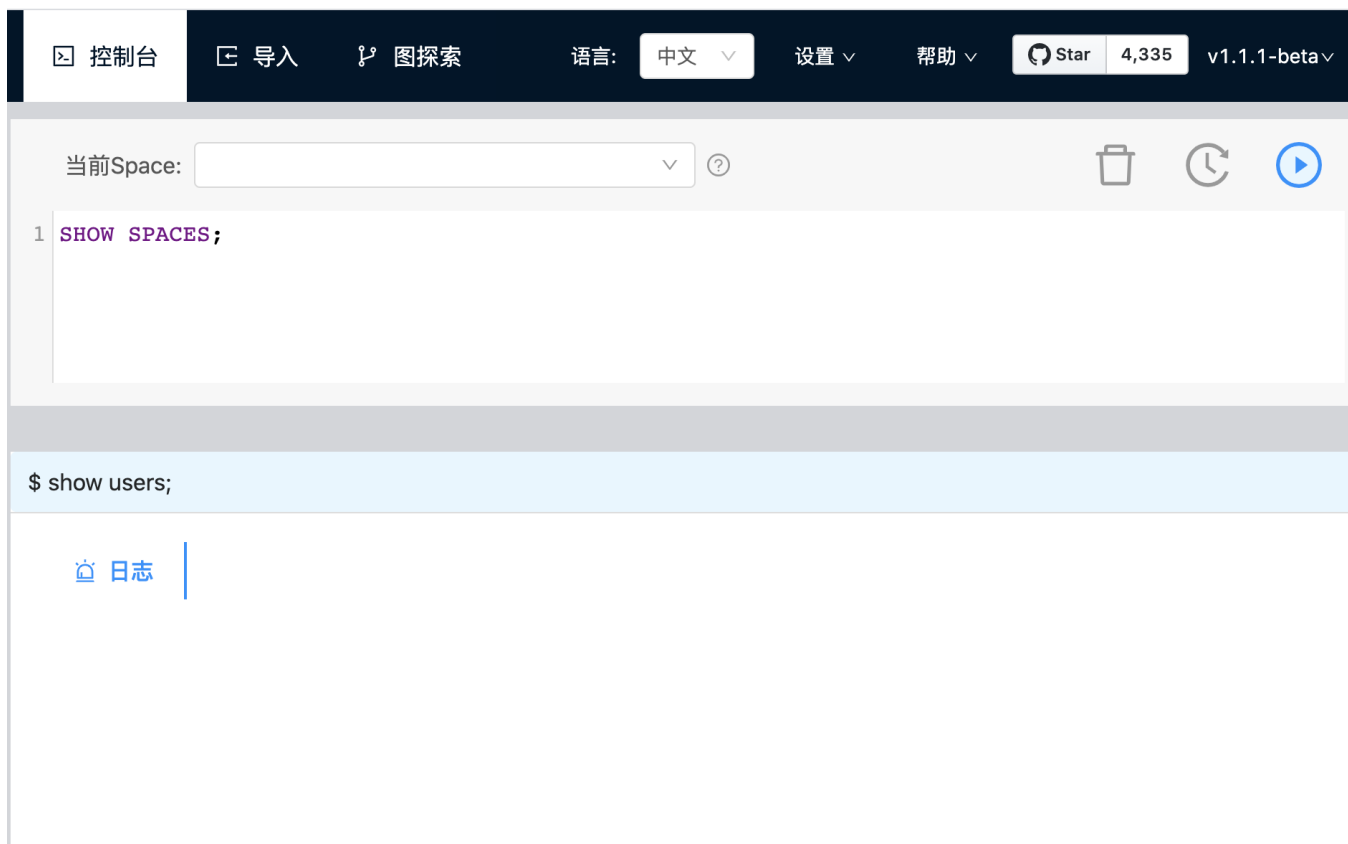 控制台 导入 图探索 语言: 中文 设置 帮助 Star 4,335 v1.1.1-beta
当前Space:
1 SHOW SPACES;
$ show users;
日志